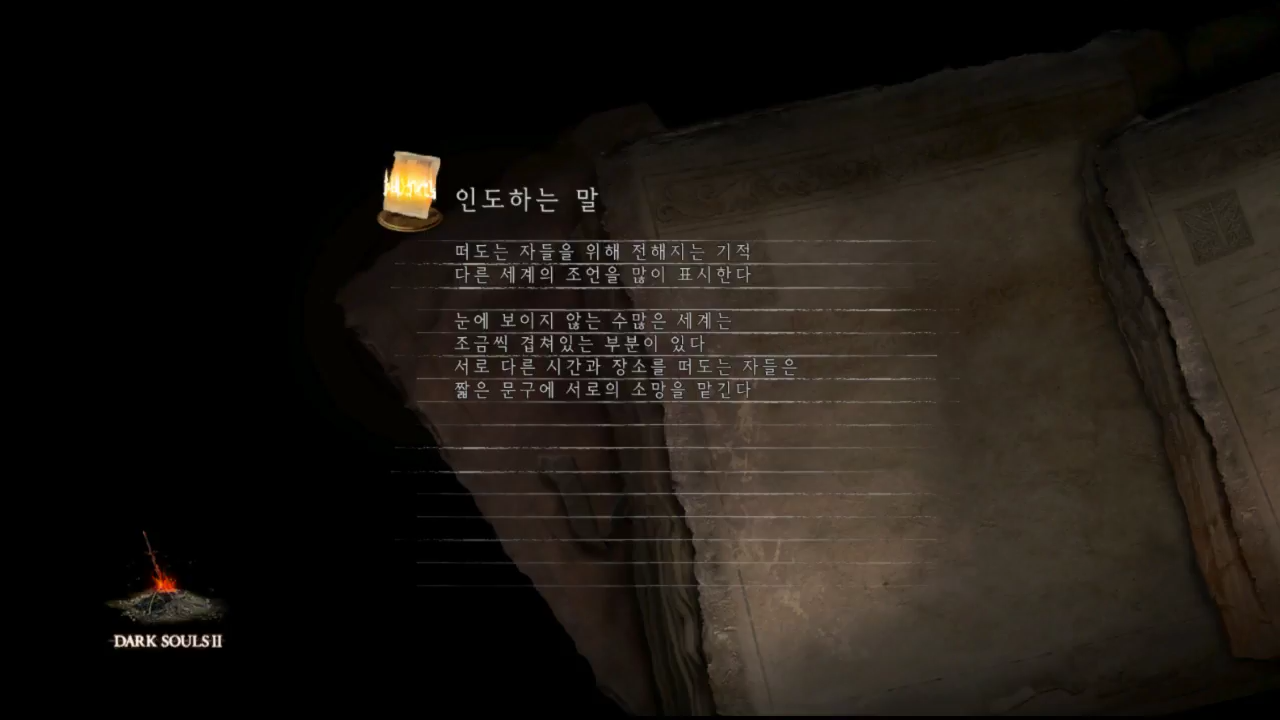 인도하는 말
떠도는 자들을 위해 전해지는 기적
다른 세계의 조언을 많이 표시한다
눈에 보이지 않는 수많은 세계는
조금씩 겹쳐있는 부분이 있다
서로 다른 시간과 장소를 떠도는 자들은
짧은 문구에 서로의 소망을 맡긴다
DARK SOULS II